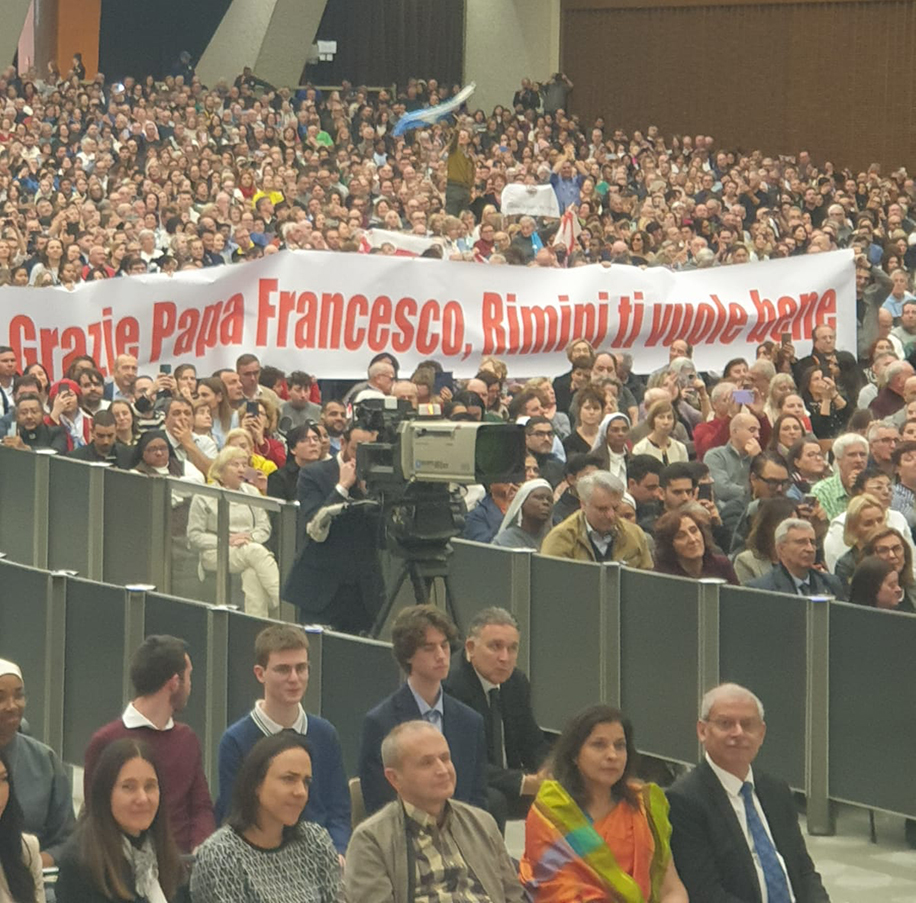 Grazie Papa Francesco, Rimini ti vuole bene